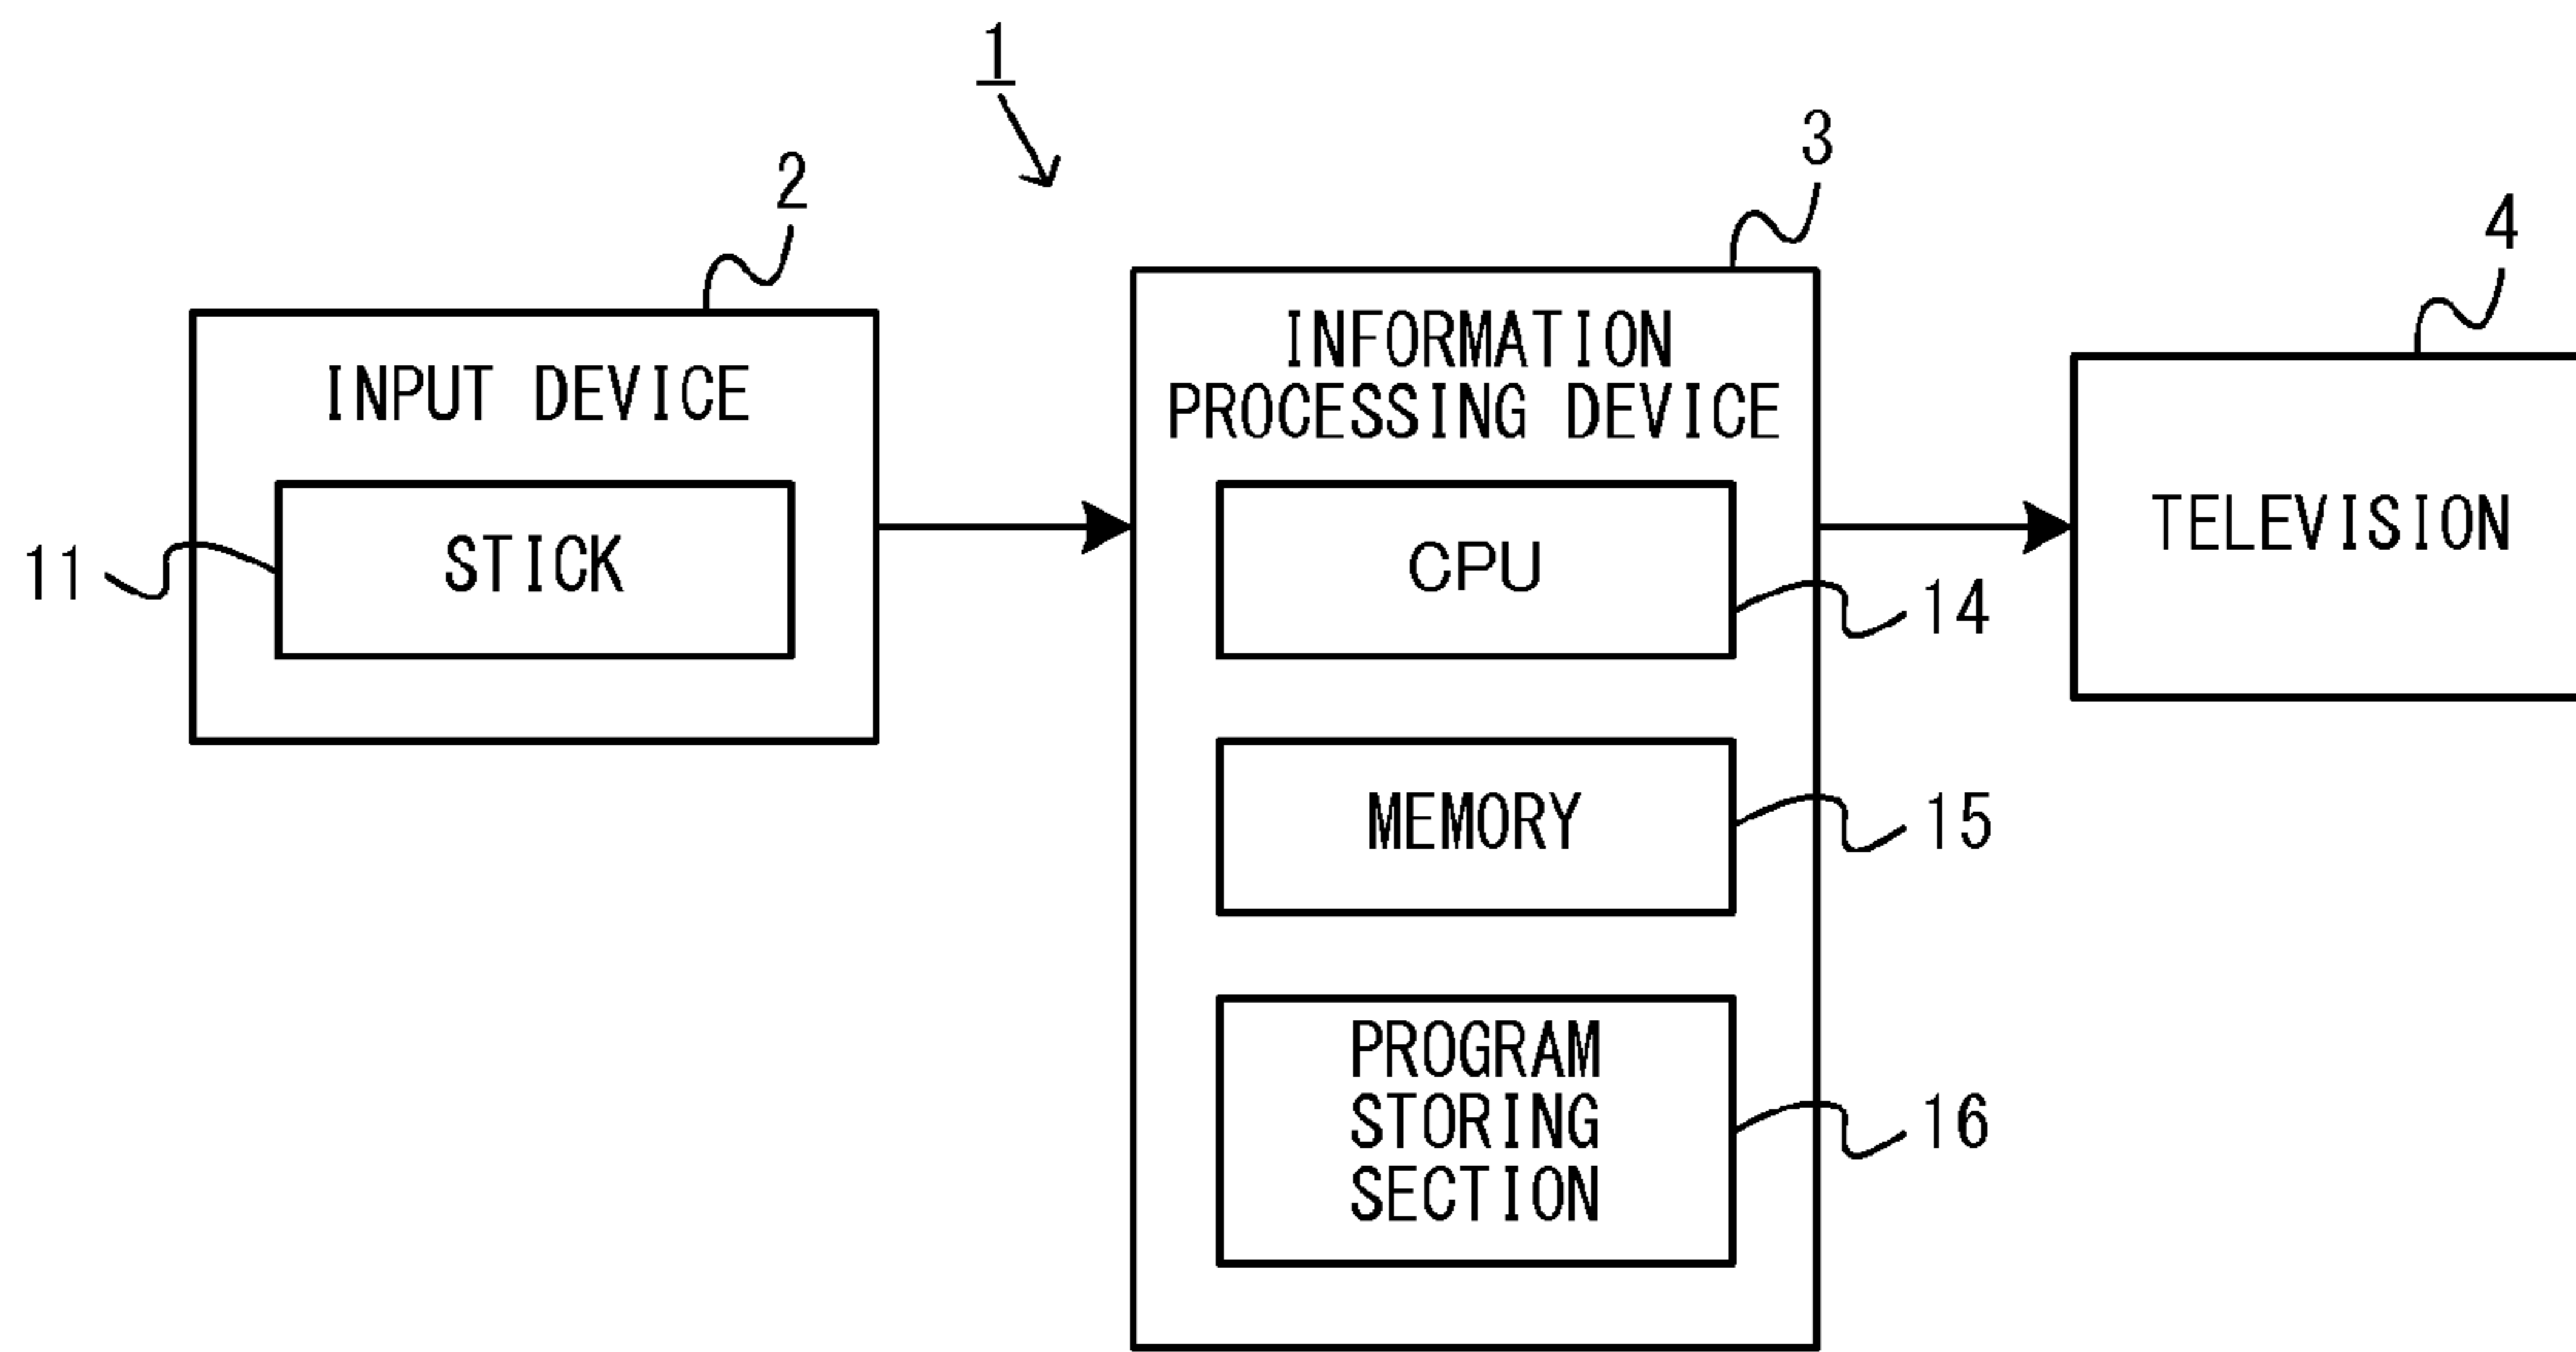 1
2
3
4
INPUT DEVICE
STICK
11
INFORMATION
PROCESSING DEVICE
CPU
14
MEMORY
15
PROGRAM
STORING
SECTION
16
TELEVISION